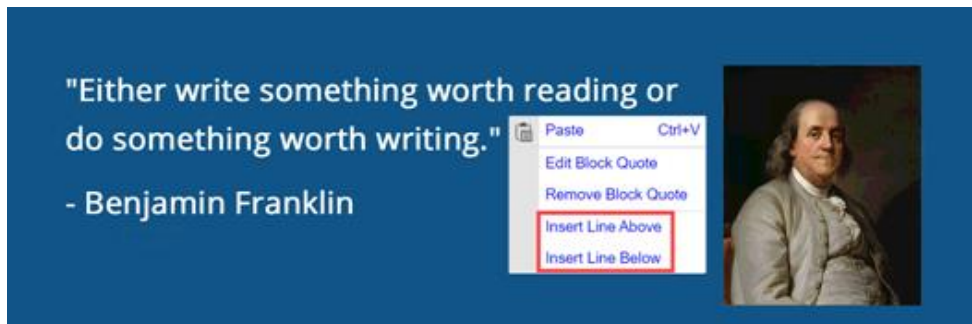 "Either write something worth reading or
do something worth writing."
- Benjamin Franklin
Paste Ctrl+V
Edit Block Quote
Remove Block Quote
Insert Line Above
Insert Line Below